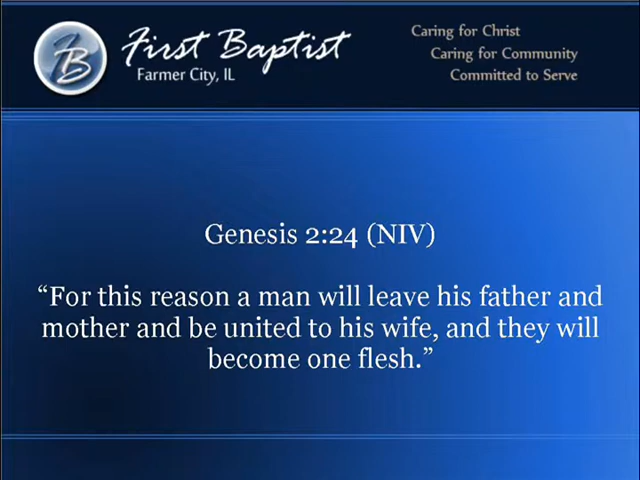 FB
First Baptist
Farmer City, IL
Caring for Christ
Caring for Community
Committed to Serve
Genesis 2:24 (NIV)
“For this reason a man will leave his father and
mother and be united to his wife, and they will
become one flesh.”